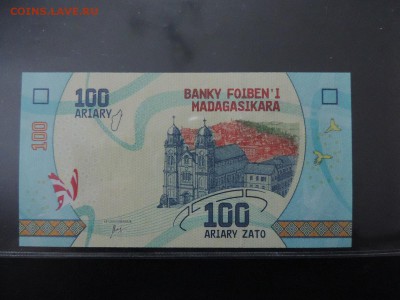 COINS.LAVE.RU
100
ARIARY
BANKY FOIBEN'I
MADAGASIKARA
100
100
ARIARY ZATO